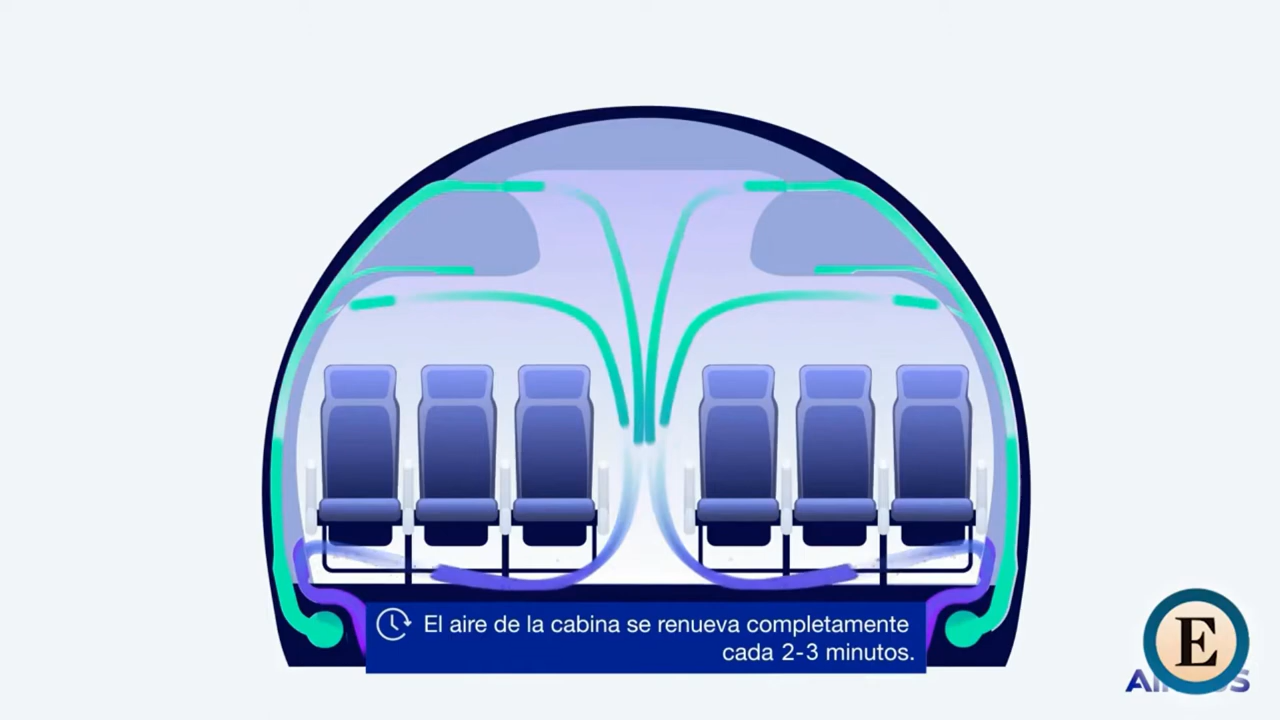 El aire de la cabina se renueva completamente
cada 2-3 minutos.
E